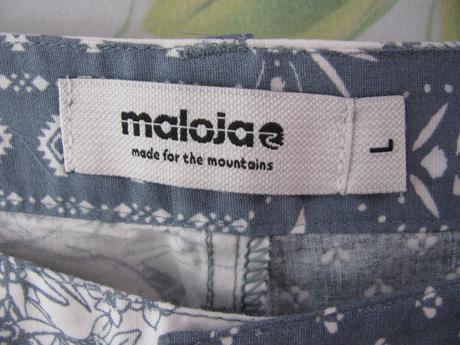 maloja
made for the mountains
L